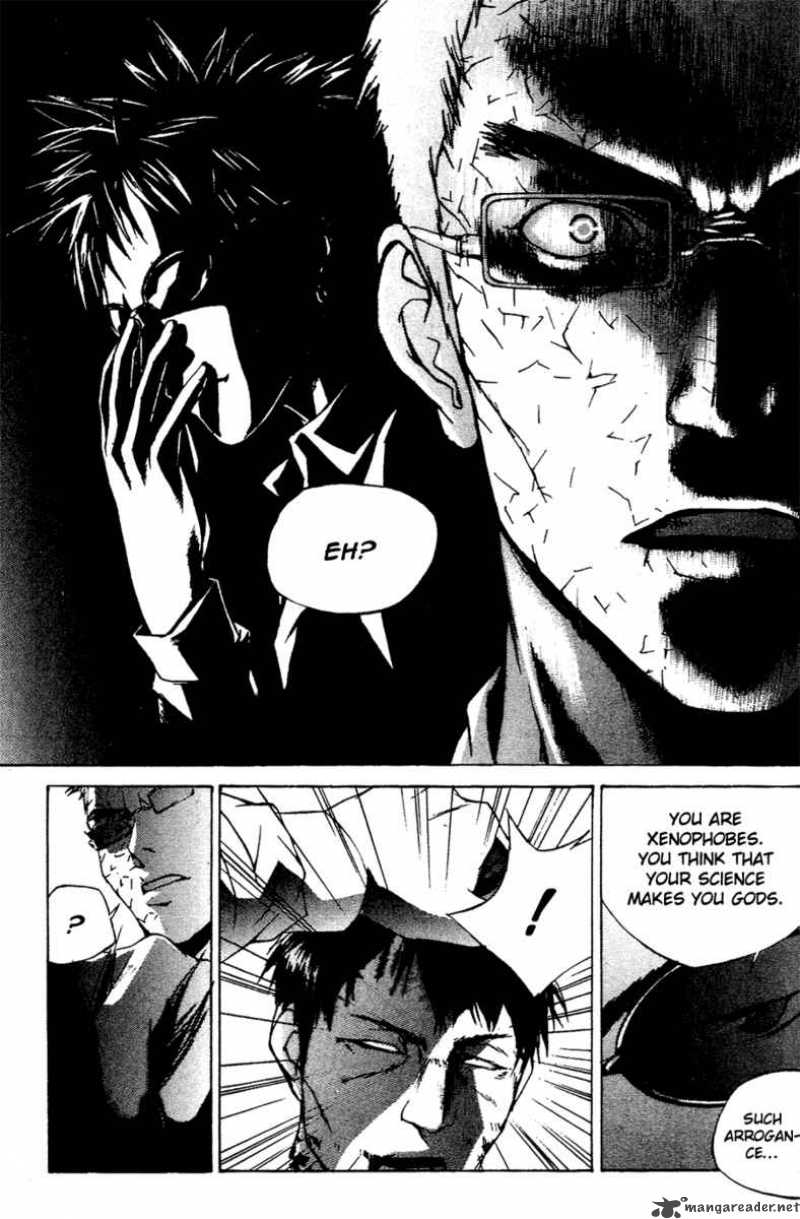 EH?
YOU ARE
XENOPHOBES.
YOU THINK THAT
YOUR SCIENCE
MAKES YOU GODS.
SUCH
ARROGAN-
CE...
!
?
mangareader.net